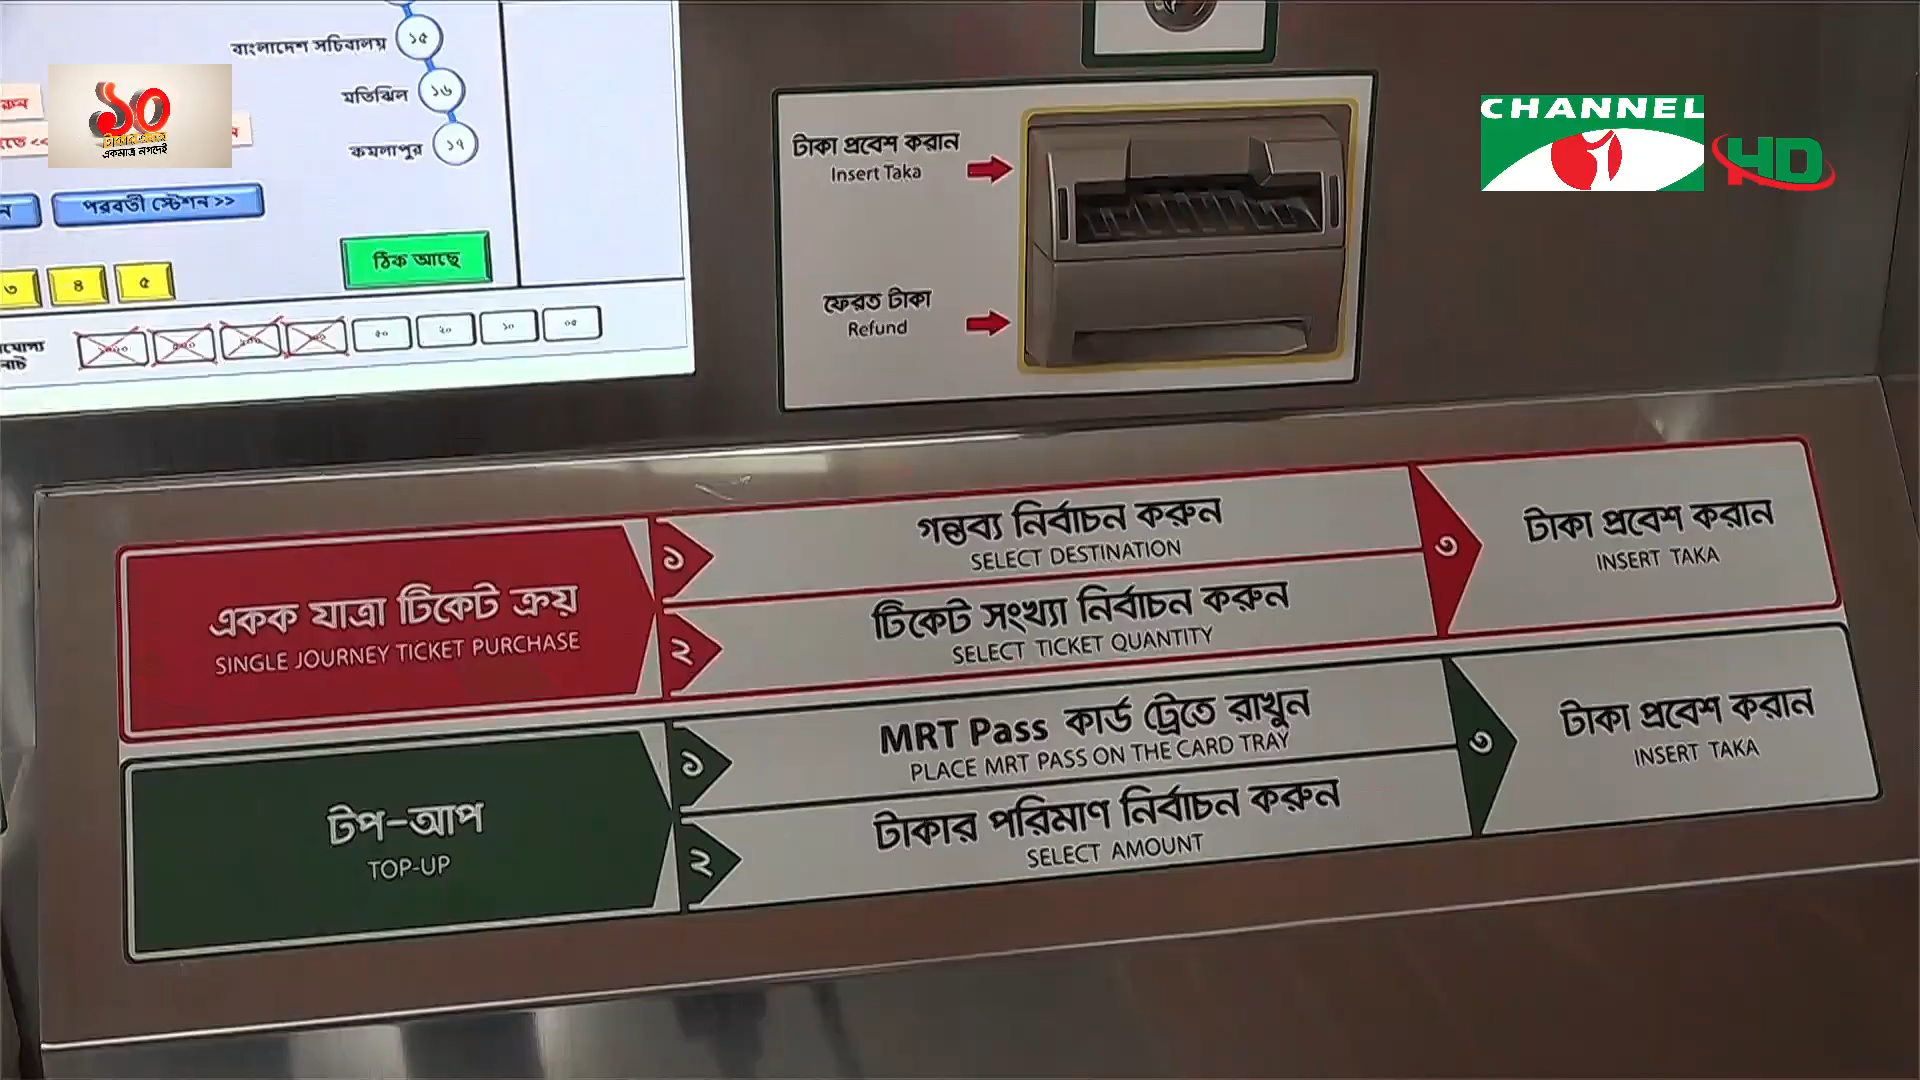 বাংলাদেশ সচিবালয় ১৫
মতিঝিল ১৬
কমলাপুর ১৭
পরবর্তী স্টেশন >>
ঠিক আছে
৩ ৪ ৫
৫০ ২০ ১০ ০৫
১০
একমাত্র নগদেই
টাকা প্রবেশ করান
Insert Taka
ফেরত টাকা
Refund
CHANNEL
HD
একক যাত্রা টিকেট ক্রয়
SINGLE JOURNEY TICKET PURCHASE
১
গন্তব্য নির্বাচন করুন
SELECT DESTINATION
২
টিকেট সংখ্যা নির্বাচন করুন
SELECT TICKET QUANTITY
৩
টাকা প্রবেশ করান
INSERT TAKA
টপ-আপ
TOP-UP
১
MRT Pass কার্ড ট্রেতে রাখুন
PLACE MRT PASS ON THE CARD TRAY
২
টাকার পরিমাণ নির্বাচন করুন
SELECT AMOUNT
৩
টাকা প্রবেশ করান
INSERT TAKA